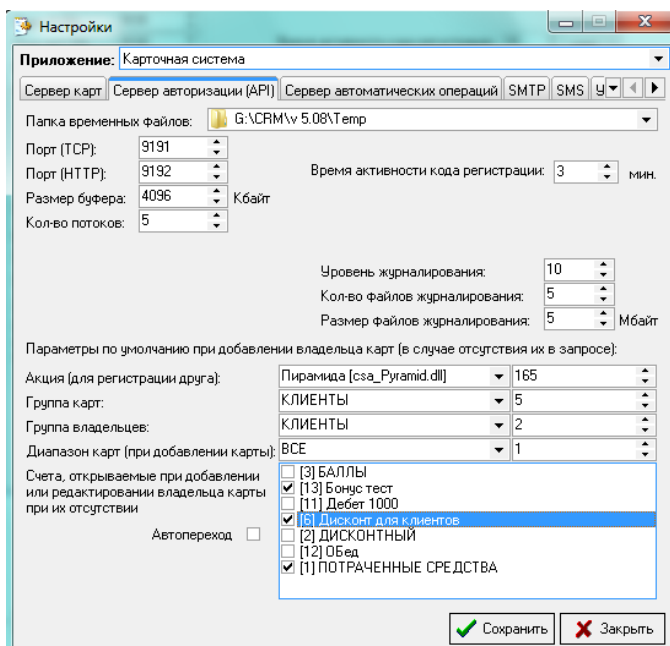 Настройки
Приложение: Карточная система
Сервер карт Сервер авторизации (API) Сервер автоматических операций SMTP SMS У
Папка временных файлов: G:\CRM\v 5.08\Temp
Порт (TCP): 9191
Порт (HTTP): 9192 Время активности кода регистрации: 3 мин.
Размер буфера: 4096 Кбайт
Кол-во потоков: 5
Уровень журналирования: 10
Кол-во файлов журналирования: 5
Размер файлов журналирования: 5 Мбайт
Параметры по умолчанию при добавлении владельца карт (в случае отсутствия их в запросе):
Акция (для регистрации друга): Пирамида [csa_Pyramid.dll] 165
Группа карт: КЛИЕНТЫ 5
Группа владельцев: КЛИЕНТЫ 2
Диапазон карт (при добавлении карты): ВСЕ 1
Счета, открываемые при добавлении или редактировании владельца карты при их отсутствии
Автопереход
[3] БАЛЛЫ
[13] Бонус тест
[11] Дебет 1000
[6] Дисконт для клиентов
[2] ДИСКОНТНЫЙ
[12] ОБед
[1] ПОТРАЧЕННЫЕ СРЕДСТВА
Сохранить Закрыть